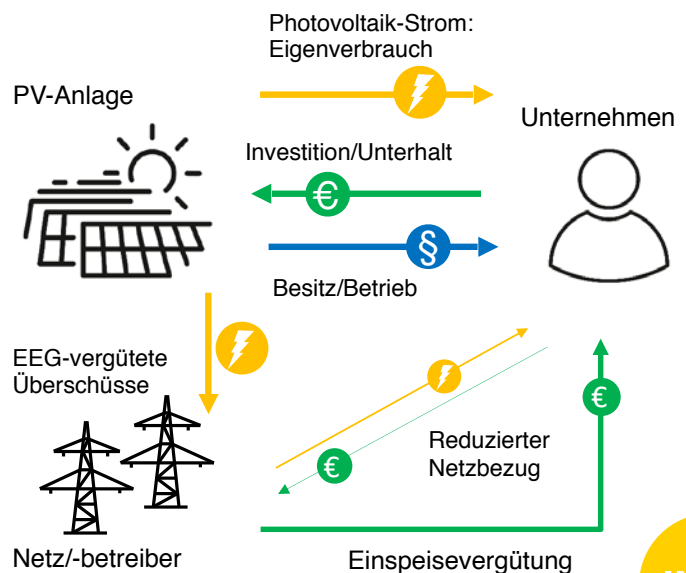 Photovoltaik-Strom:
Eigenverbrauch
PV-Anlage
Unternehmen
Investition/Unterhalt
€
§
Besitz/Betrieb
EEG-vergütete
Überschüsse
€
Reduzierter
Netzbezug
€
Netz/-betreiber
Einspeisevergütung